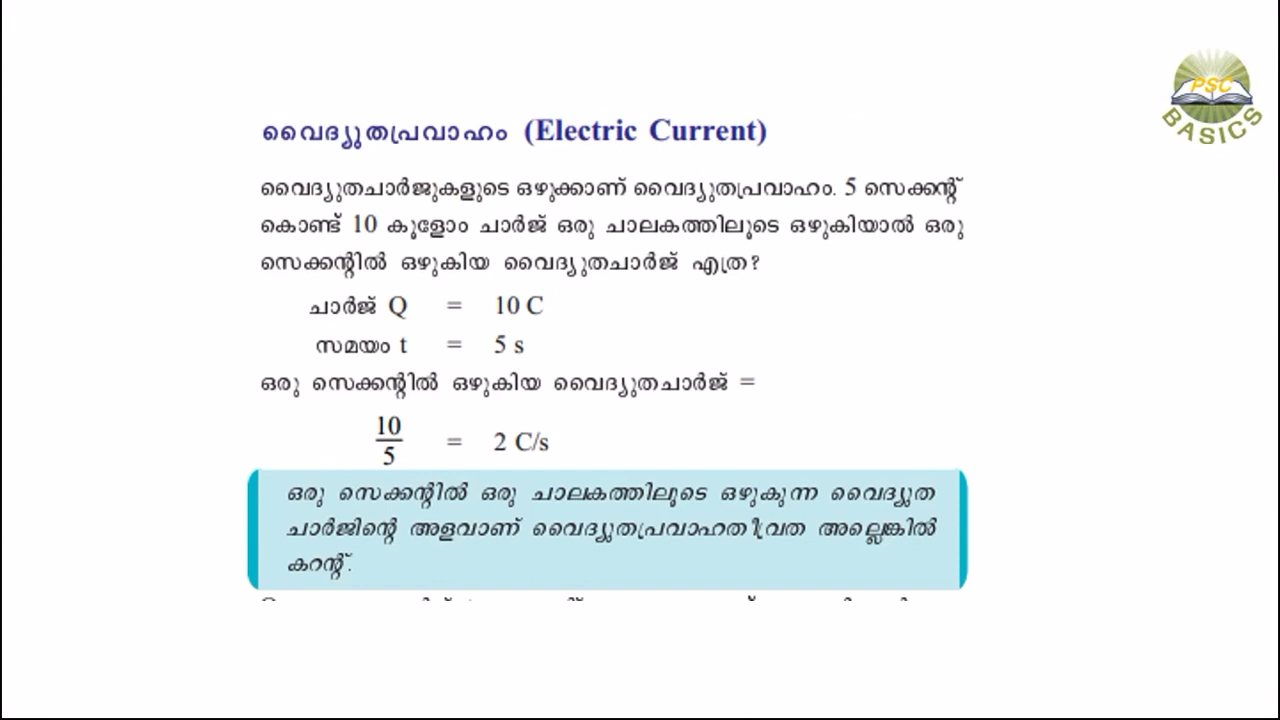 വൈദ്യുതപ്രവാഹം (Electric Current)
PSC
BASICS
വൈദ്യുതചാർജുകളുടെ ഒഴുക്കാണ് വൈദ്യുതപ്രവാഹം. 5 സെക്കന്റ്
കൊണ്ട് 10 കൂളോം ചാർജ് ഒരു ചാലകത്തിലൂടെ ഒഴുകിയാൽ ഒരു
സെക്കന്റിൽ ഒഴുകിയ വൈദ്യുതചാർജ് എത്ര?
ചാർജ് Q = 10 C
സമയം t = 5 s
ഒരു സെക്കന്റിൽ ഒഴുകിയ വൈദ്യുതചാർജ് =
10/5 = 2 C/s
ഒരു സെക്കന്റിൽ ഒരു ചാലകത്തിലൂടെ ഒഴുകുന്ന വൈദ്യുത
ചാർജിന്റെ അളവാണ് വൈദ്യുതപ്രവാഹതീവ്രത അല്ലെങ്കിൽ
കറന്റ്.